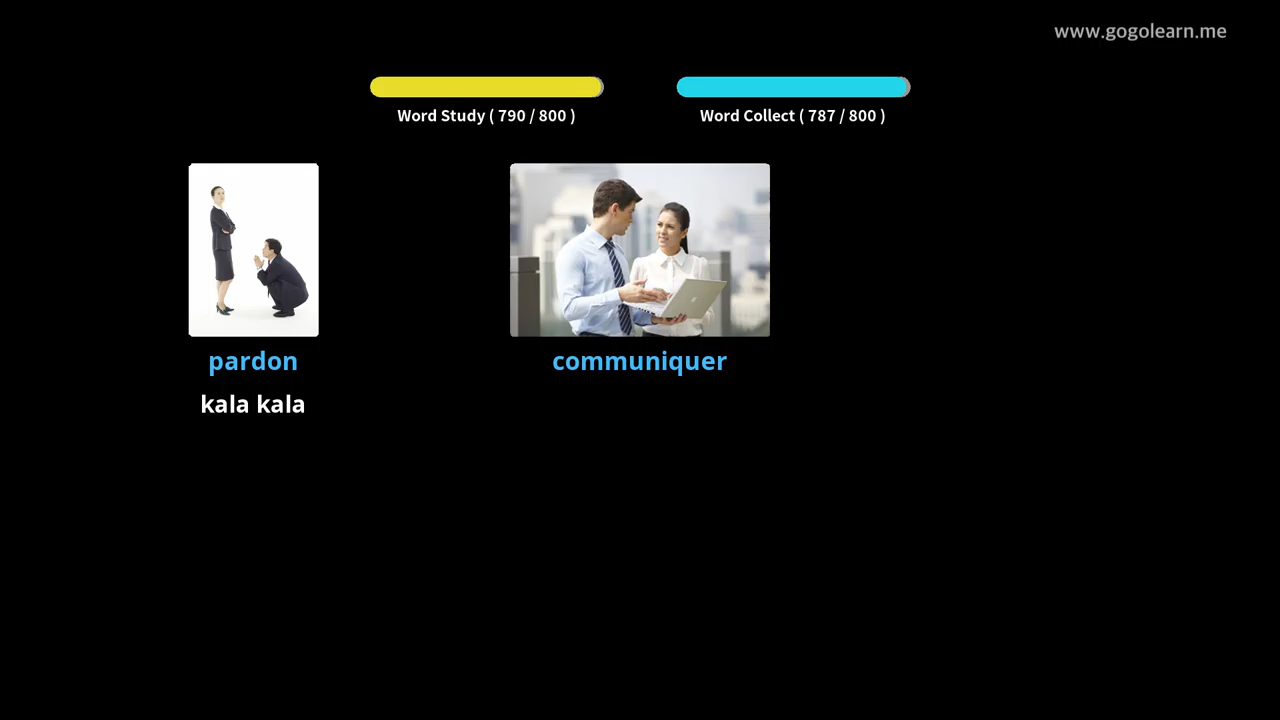 www.gogolearn.me
Word Study ( 790 / 800 )
Word Collect ( 787 / 800 )
pardon
communiquer
kala kala